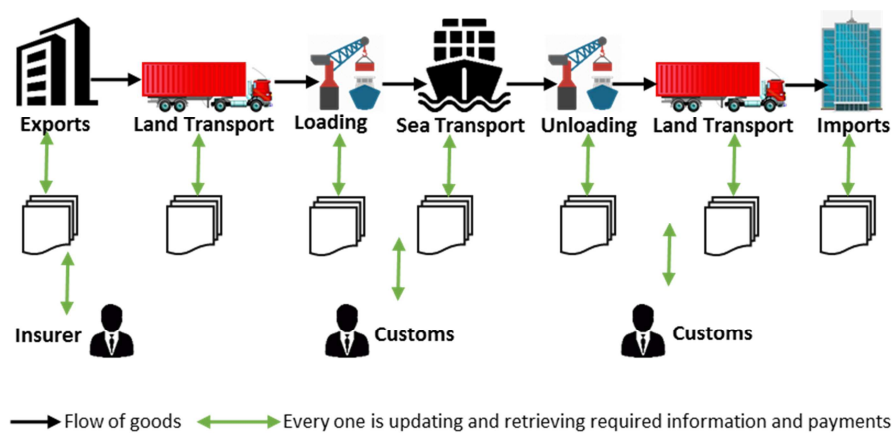 Exports
Land Transport
Loading
Sea Transport
Unloading
Land Transport
Imports
Insurer
Customs
Customs
Flow of goods
Every one is updating and retrieving required information and payments